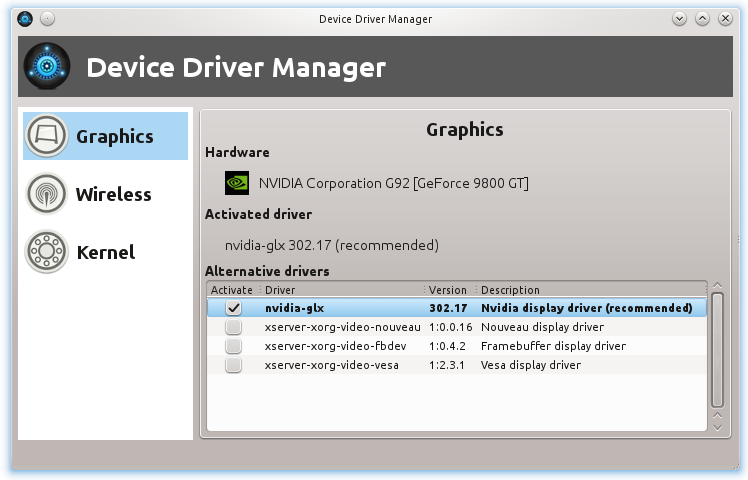 Device Driver Manager
Device Driver Manager
Graphics
Wireless
Kernel
Graphics
Hardware
NVIDIA Corporation G92 [GeForce 9800 GT]
Activated driver
nvidia-glx 302.17 (recommended)
Alternative drivers
Activate Driver Version Description
nvidia-glx 302.17 Nvidia display driver (recommended)
xserver-xorg-video-nouveau 1:0.0.16 Nouveau display driver
xserver-xorg-video-fbdev 1:0.4.2 Framebuffer display driver
xserver-xorg-video-vesa 1:2.3.1 Vesa display driver